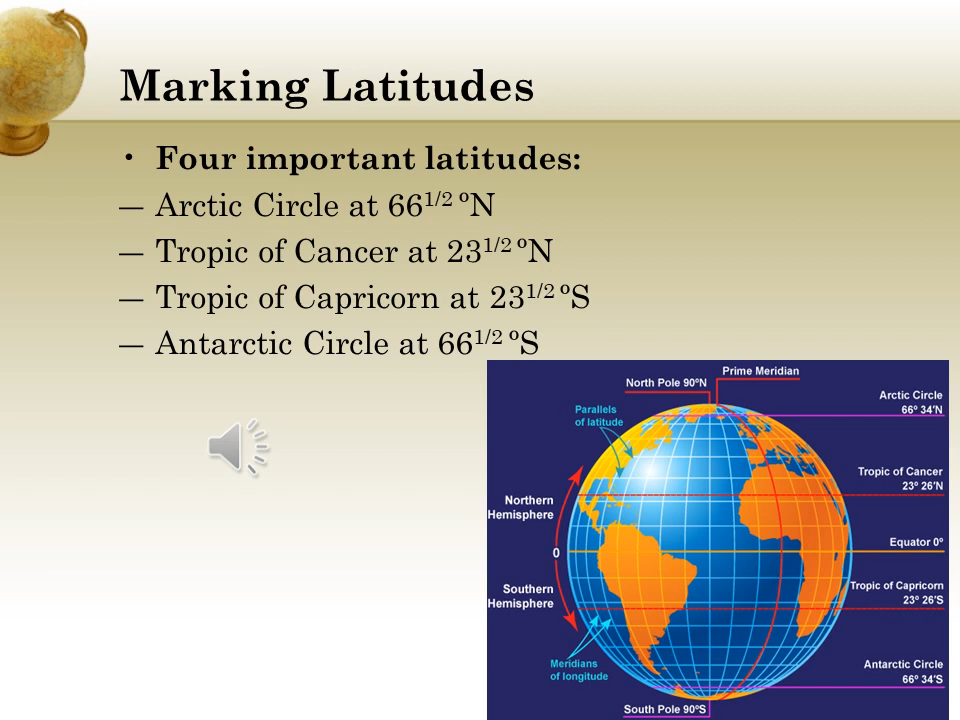 Marking Latitudes
• Four important latitudes:
— Arctic Circle at 66 1/2 ºN
— Tropic of Cancer at 23 1/2 ºN
— Tropic of Capricorn at 23 1/2 ºS
— Antarctic Circle at 66 1/2 ºS
Prime Meridian
North Pole 90ºN
Arctic Circle
66º 34'N
Parallels
of latitude
Tropic of Cancer
23º 26'N
Northern
Hemisphere
Equator 0º
0
Tropic of Capricorn
23º 26'S
Southern
Hemisphere
Meridians
of longitude
Antarctic Circle
66º 34'S
South Pole 90ºS